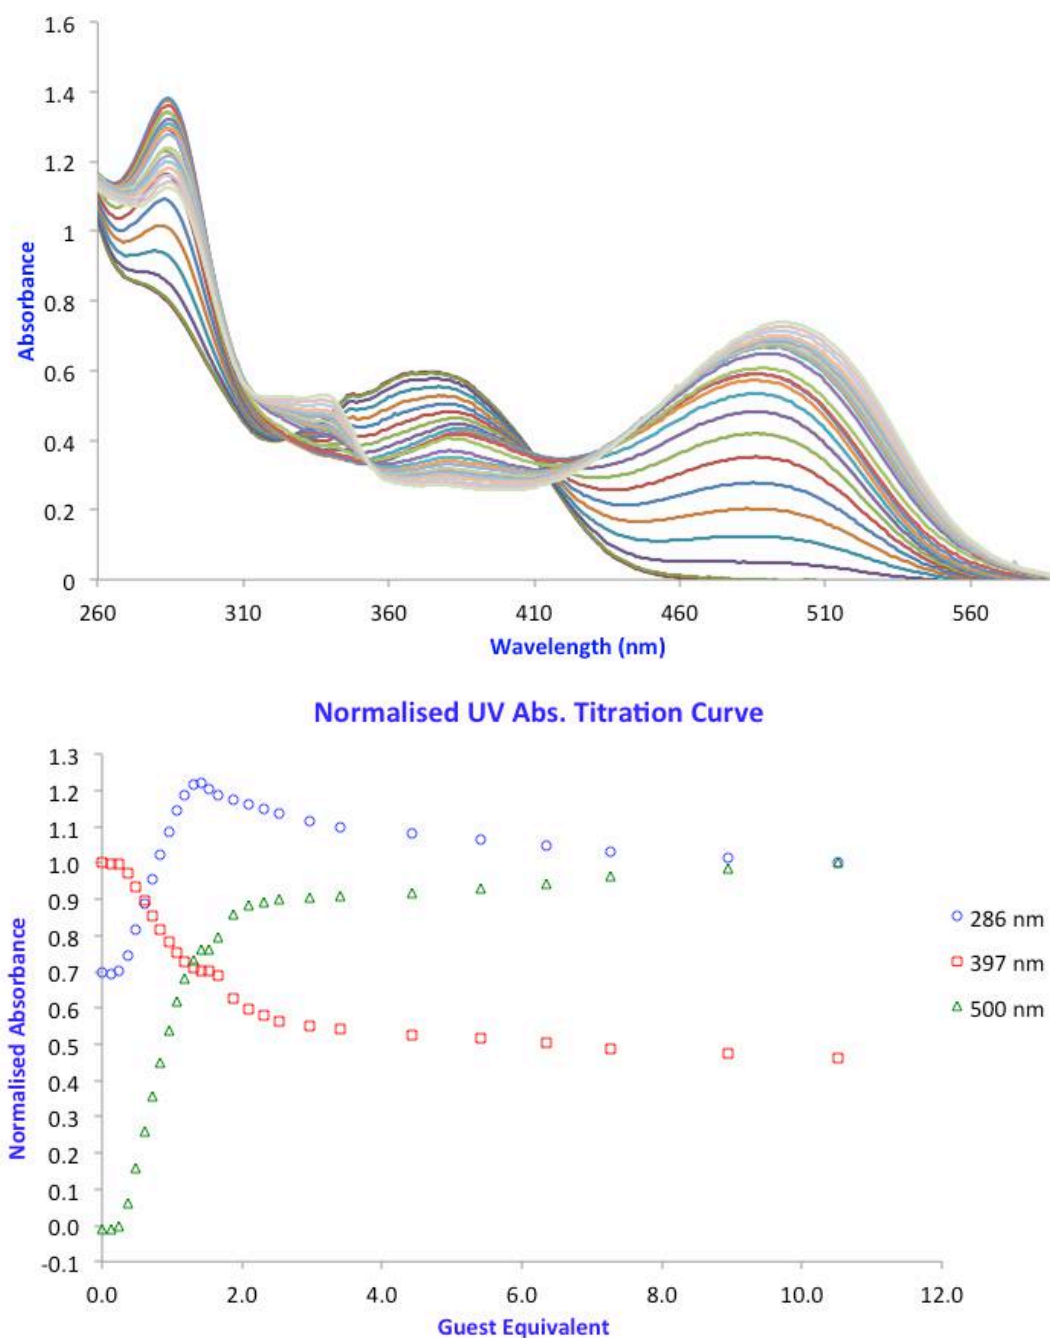 1.6
1.4
1.2
1
0.8
0.6
0.4
0.2
0
Absorbance
260 310 360 410 460 510 560
Wavelength (nm)
Normalised UV Abs. Titration Curve
1.3
1.2
1.1
1.0
0.9
0.8
0.7
0.6
0.5
0.4
0.3
0.2
0.1
0.0
-0.1
Normalised Absorbance
286 nm
397 nm
500 nm
0.0 2.0 4.0 6.0 8.0 10.0 12.0
Guest Equivalent